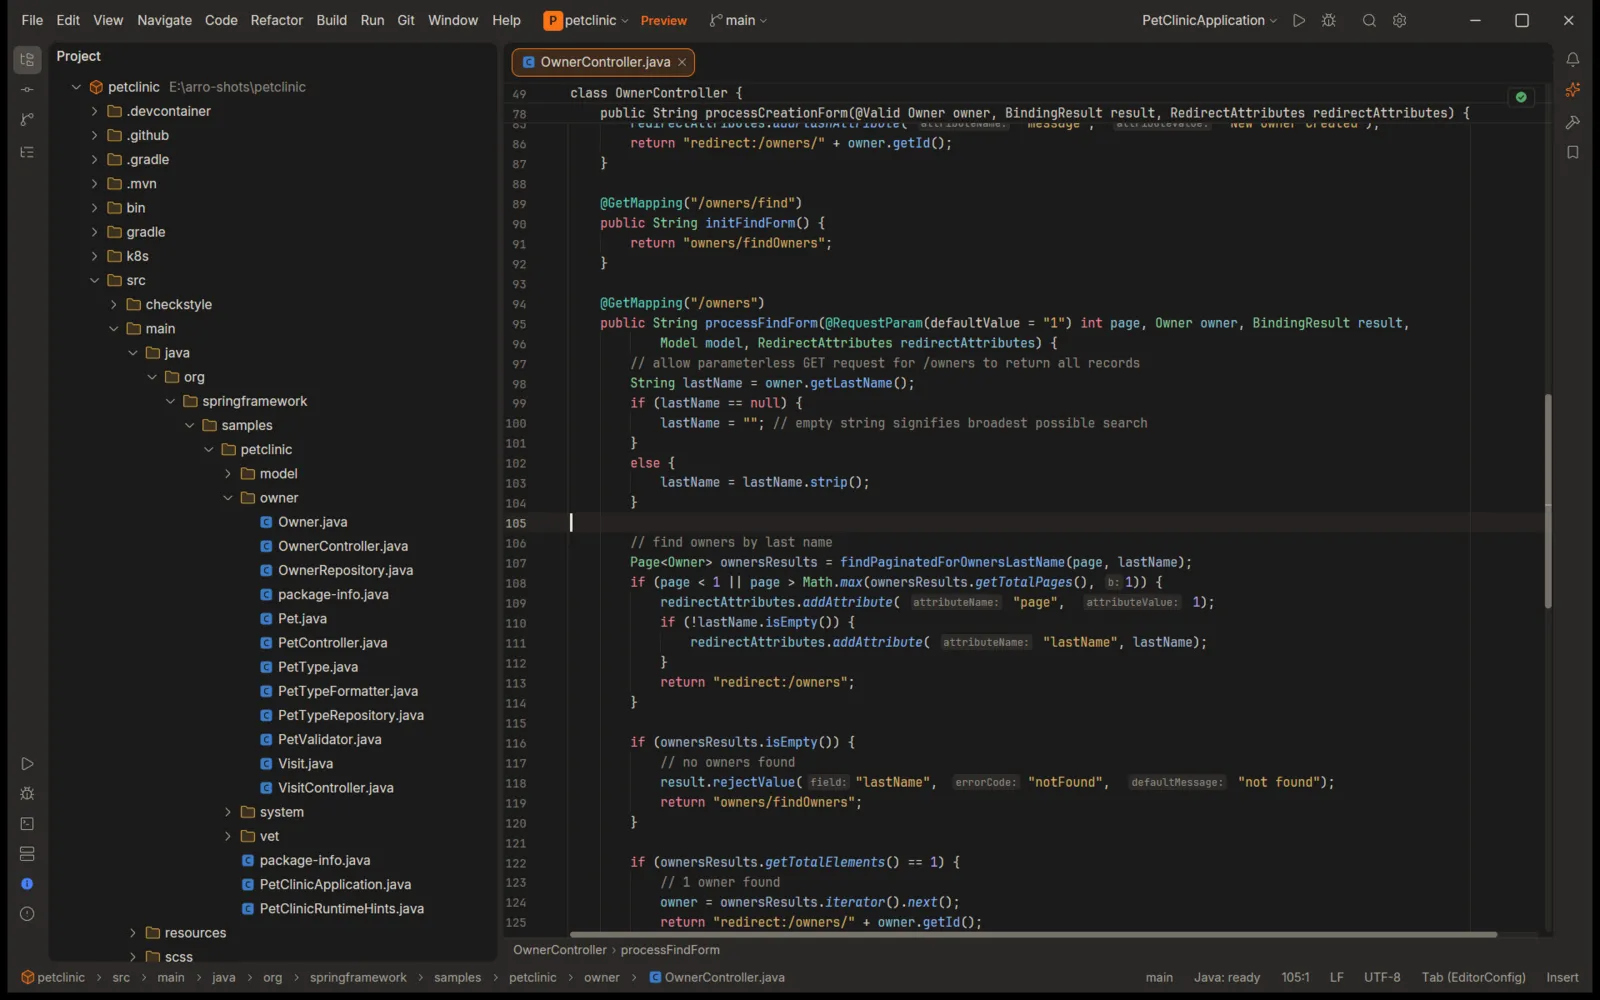 File Edit View Navigate Code Refactor Build Run Git Window Help P petclinic Preview main PetClinicApplication
Project
petclinic E:\arro-shots\petclinic
.devcontainer
.github
.gradle
.mvn
bin
gradle
k8s
src
checkstyle
main
java
org
springframework
samples
petclinic
model
owner
C Owner.java
C OwnerController.java
C OwnerRepository.java
C package-info.java
C Pet.java
C PetController.java
C PetType.java
C PetTypeFormatter.java
C PetTypeRepository.java
C PetValidator.java
C Visit.java
C VisitController.java
system
vet
C package-info.java
C PetClinicApplication.java
C PetClinicRuntimeHints.java
resources
scss
C OwnerController.java
49 class OwnerController {
78 public String processCreationForm(@Valid Owner owner, BindingResult result, RedirectAttributes redirectAttributes) {
86 return "redirect:/owners/" + owner.getId();
87 }
88
89 @GetMapping("/owners/find")
90 public String initFindForm() {
91 return "owners/findOwners";
92 }
93
94 @GetMapping("/owners")
95 public String processFindForm(@RequestParam(defaultValue = "1") int page, Owner owner, BindingResult result,
96 Model model, RedirectAttributes redirectAttributes) {
97 // allow parameterless GET request for /owners to return all records
98 String lastName = owner.getLastName();
99 if (lastName == null) {
100 lastName = ""; // empty string signifies broadest possible search
101 }
102 else {
103 lastName = lastName.strip();
104 }
105
106 // find owners by last name
107 Page<Owner> ownersResults = findPaginatedForOwnersLastName(page, lastName);
108 if (page < 1 || page > Math.max(ownersResults.getTotalPages(), b: 1)) {
109 redirectAttributes.addAttribute( attributeName: "page", attributeValue: 1);
110 if (!lastName.isEmpty()) {
111 redirectAttributes.addAttribute( attributeName: "lastName", lastName);
112 }
113 return "redirect:/owners";
114 }
115
116 if (ownersResults.isEmpty()) {
117 // no owners found
118 result.rejectValue( field: "lastName", errorCode: "notFound", defaultMessage: "not found");
119 return "owners/findOwners";
120 }
121
122 if (ownersResults.getTotalElements() == 1) {
123 // 1 owner found
124 owner = ownersResults.iterator().next();
125 return "redirect:/owners/" + owner.getId();
OwnerController › processFindForm
petclinic › src › main › java › org › springframework › samples › petclinic › owner › C OwnerController.java main Java: ready 105:1 LF UTF-8 Tab (EditorConfig) Insert